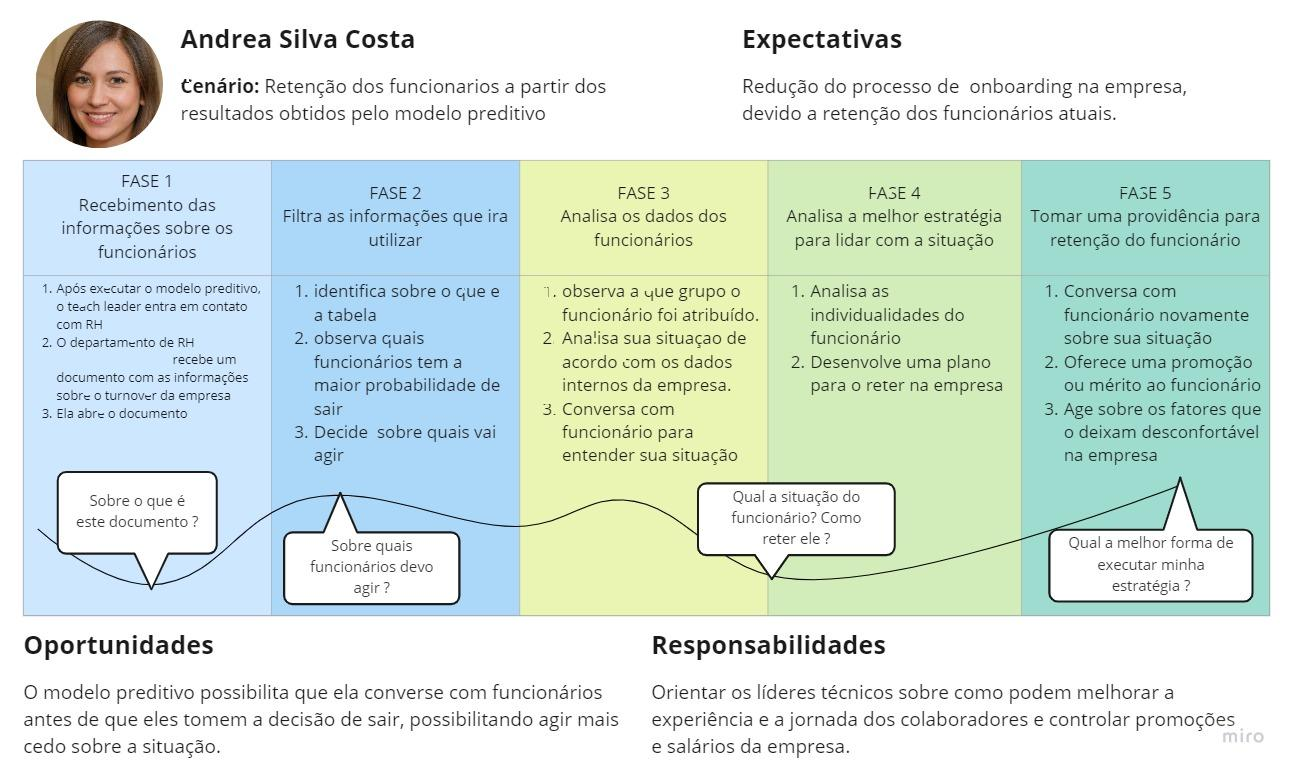 Andrea Silva Costa
Cenário: Retenção dos funcionarios a partir dos
resultados obtidos pelo modelo preditivo
Expectativas
Redução do processo de onboarding na empresa,
devido a retenção dos funcionários atuais.
FASE 1
Recebimento das
informações sobre os
funcionários
FASE 2
Filtra as informações que ira
utilizar
FASE 3
Analisa os dados dos
funcionários
FASE 4
Analisa a melhor estratégia
para lidar com a situação
FASE 5
Tomar uma providência para
retenção do funcionário
1. Após executar o modelo preditivo,
o teach leader entra em contato
com RH
2. O departamento de RH
recebe um
documento com as informações
sobre o turnover da empresa
3. Ela abre o documento
1. identifica sobre o que e
a tabela
2. observa quais
funcionários tem a
maior probabilidade de
sair
3. Decide sobre quais vai
agir
1. observa a que grupo o
funcionário foi atribuído.
2. Analisa sua situaçao de
acordo com os dados
internos da empresa.
3. Conversa com
funcionário para
entender sua situação
1. Analisa as
individualidades do
funcionário
2. Desenvolve uma plano
para o reter na empresa
1. Conversa com
funcionário novamente
sobre sua situação
2. Oferece uma promoção
ou mérito ao funcionário
3. Age sobre os fatores que
o deixam desconfortável
na empresa
Sobre o que é
este documento ?
Sobre quais
funcionários devo
agir ?
Qual a situação do
funcionário? Como
reter ele ?
Qual a melhor forma de
executar minha
estratégia ?
Oportunidades
O modelo preditivo possibilita que ela converse com funcionários
antes de que eles tomem a decisão de sair, possibilitando agir mais
cedo sobre a situação.
Responsabilidades
Orientar os líderes técnicos sobre como podem melhorar a
experiência e a jornada dos colaboradores e controlar promoções
e salários da empresa.
miro